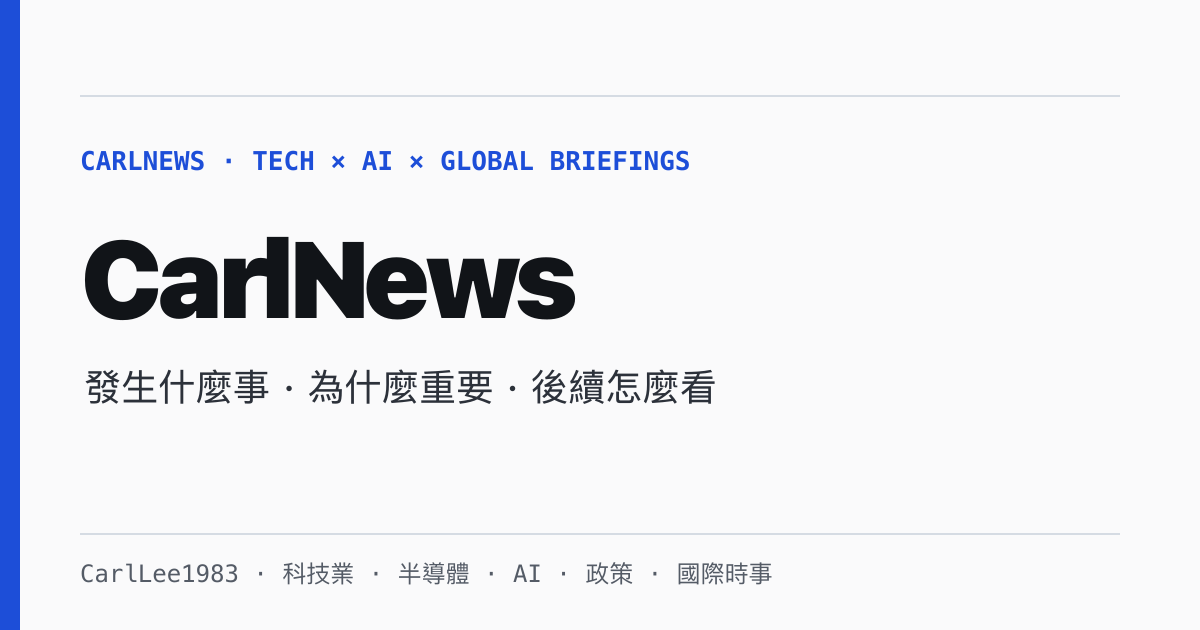 CARLNEWS · TECH × AI × GLOBAL BRIEFINGS
CarlNews
發生什麼事 · 為什麼重要 · 後續怎麼看
CarlLee1983 · 科技業 · 半導體 · AI · 政策 · 國際時事